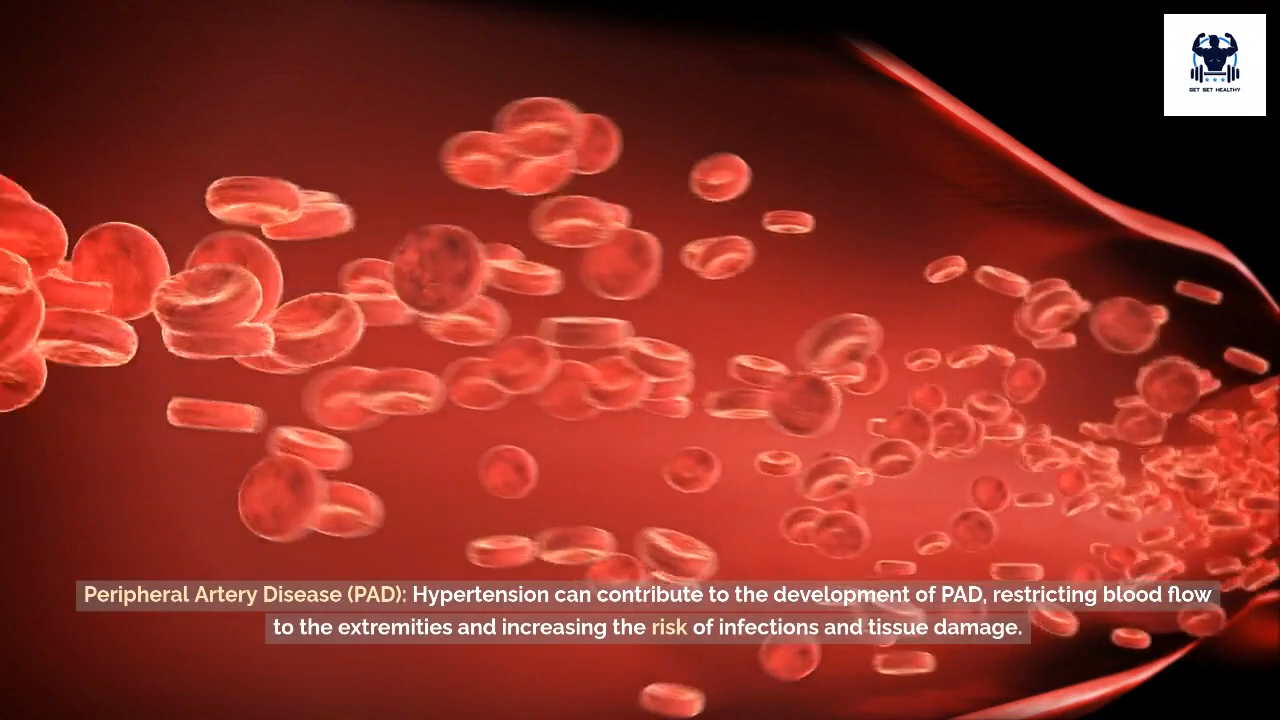 GET SET HEALTHY
Peripheral Artery Disease (PAD): Hypertension can contribute to the development of PAD, restricting blood flow
to the extremities and increasing the risk of infections and tissue damage.